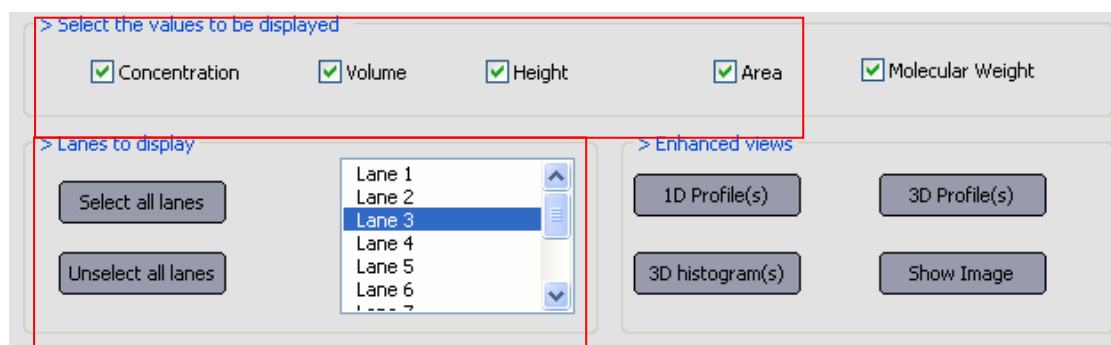 > Select the values to be displayed
Concentration
Volume
Height
Area
Molecular Weight
> Lanes to display
Select all lanes
Unselect all lanes
Lane 1
Lane 2
Lane 3
Lane 4
Lane 5
Lane 6
> Enhanced views
1D Profile(s)
3D Profile(s)
3D histogram(s)
Show Image